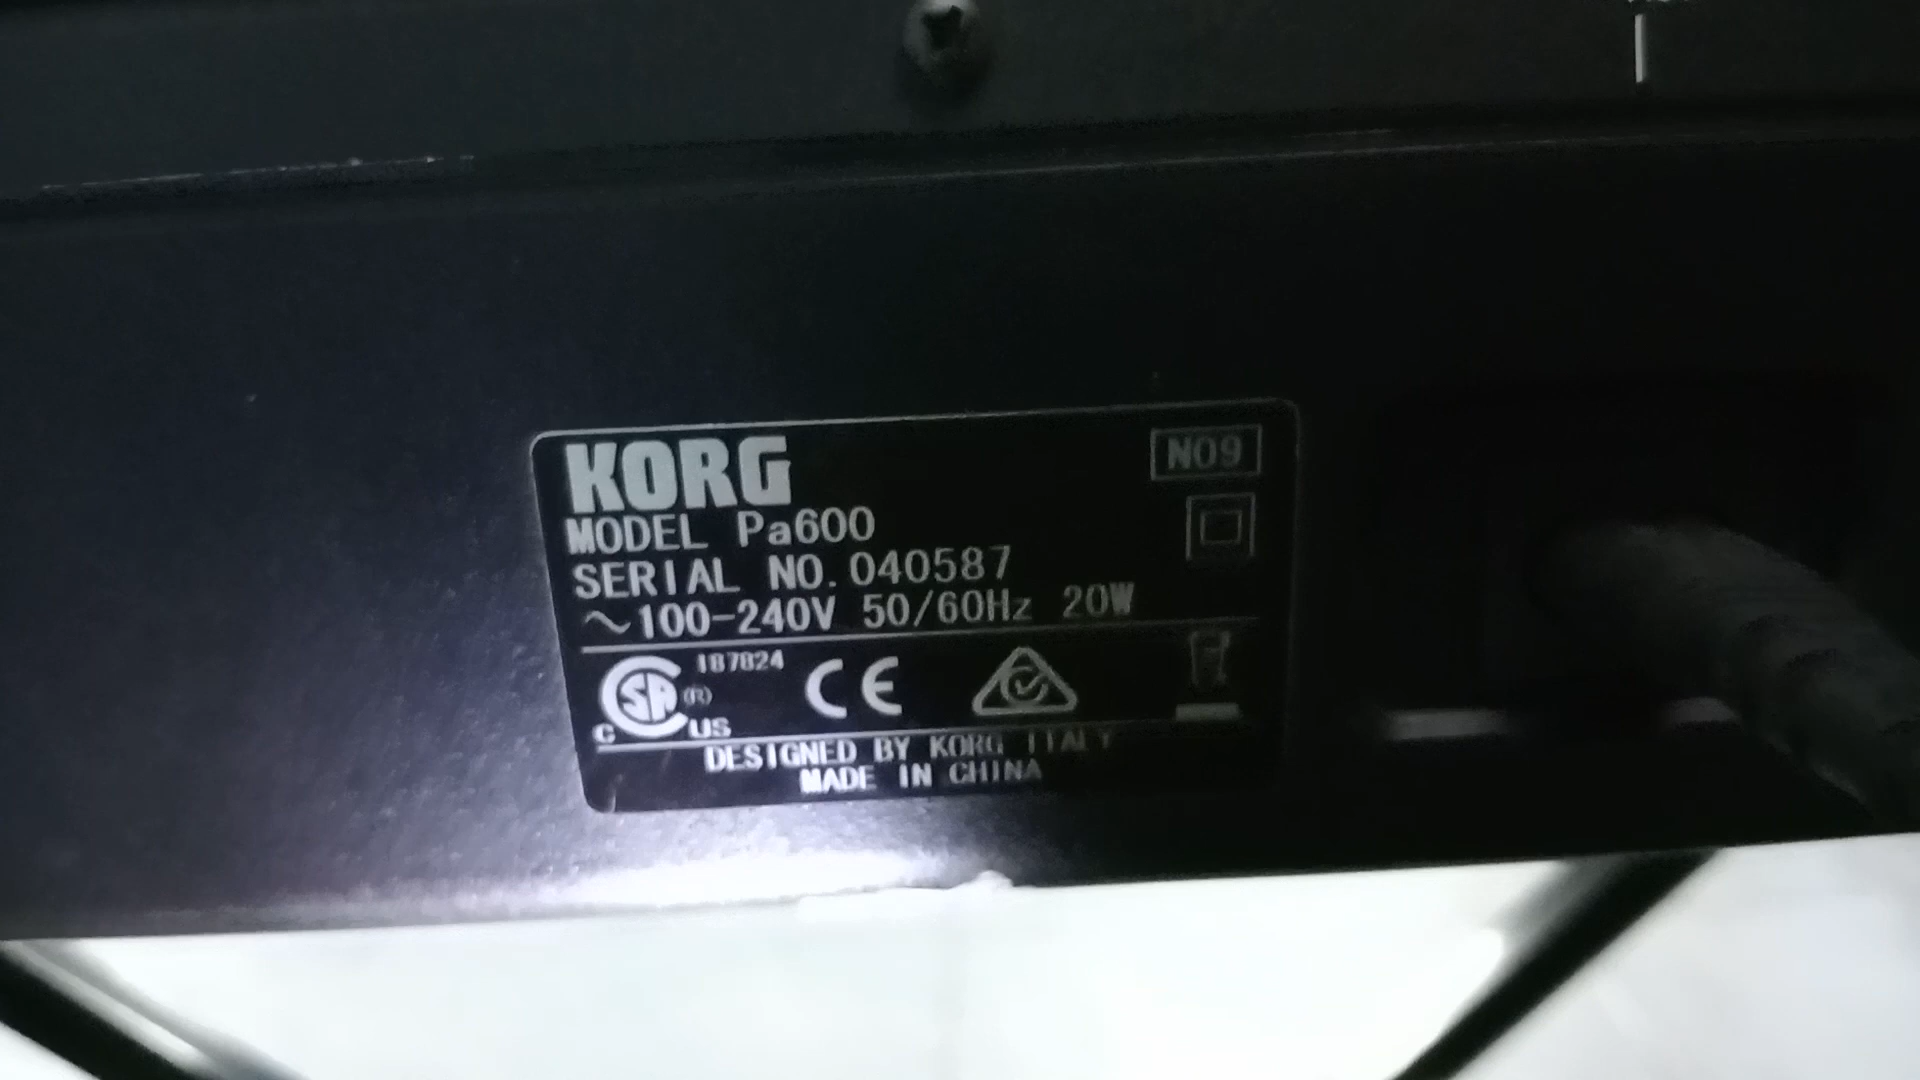 KORG
N09
MODEL Pa600
SERIAL NO. 040587
~100-240V 50/60Hz 20W
187824
CSA (R)
C US
CE
DESIGNED BY KORG ITALY
MADE IN CHINA